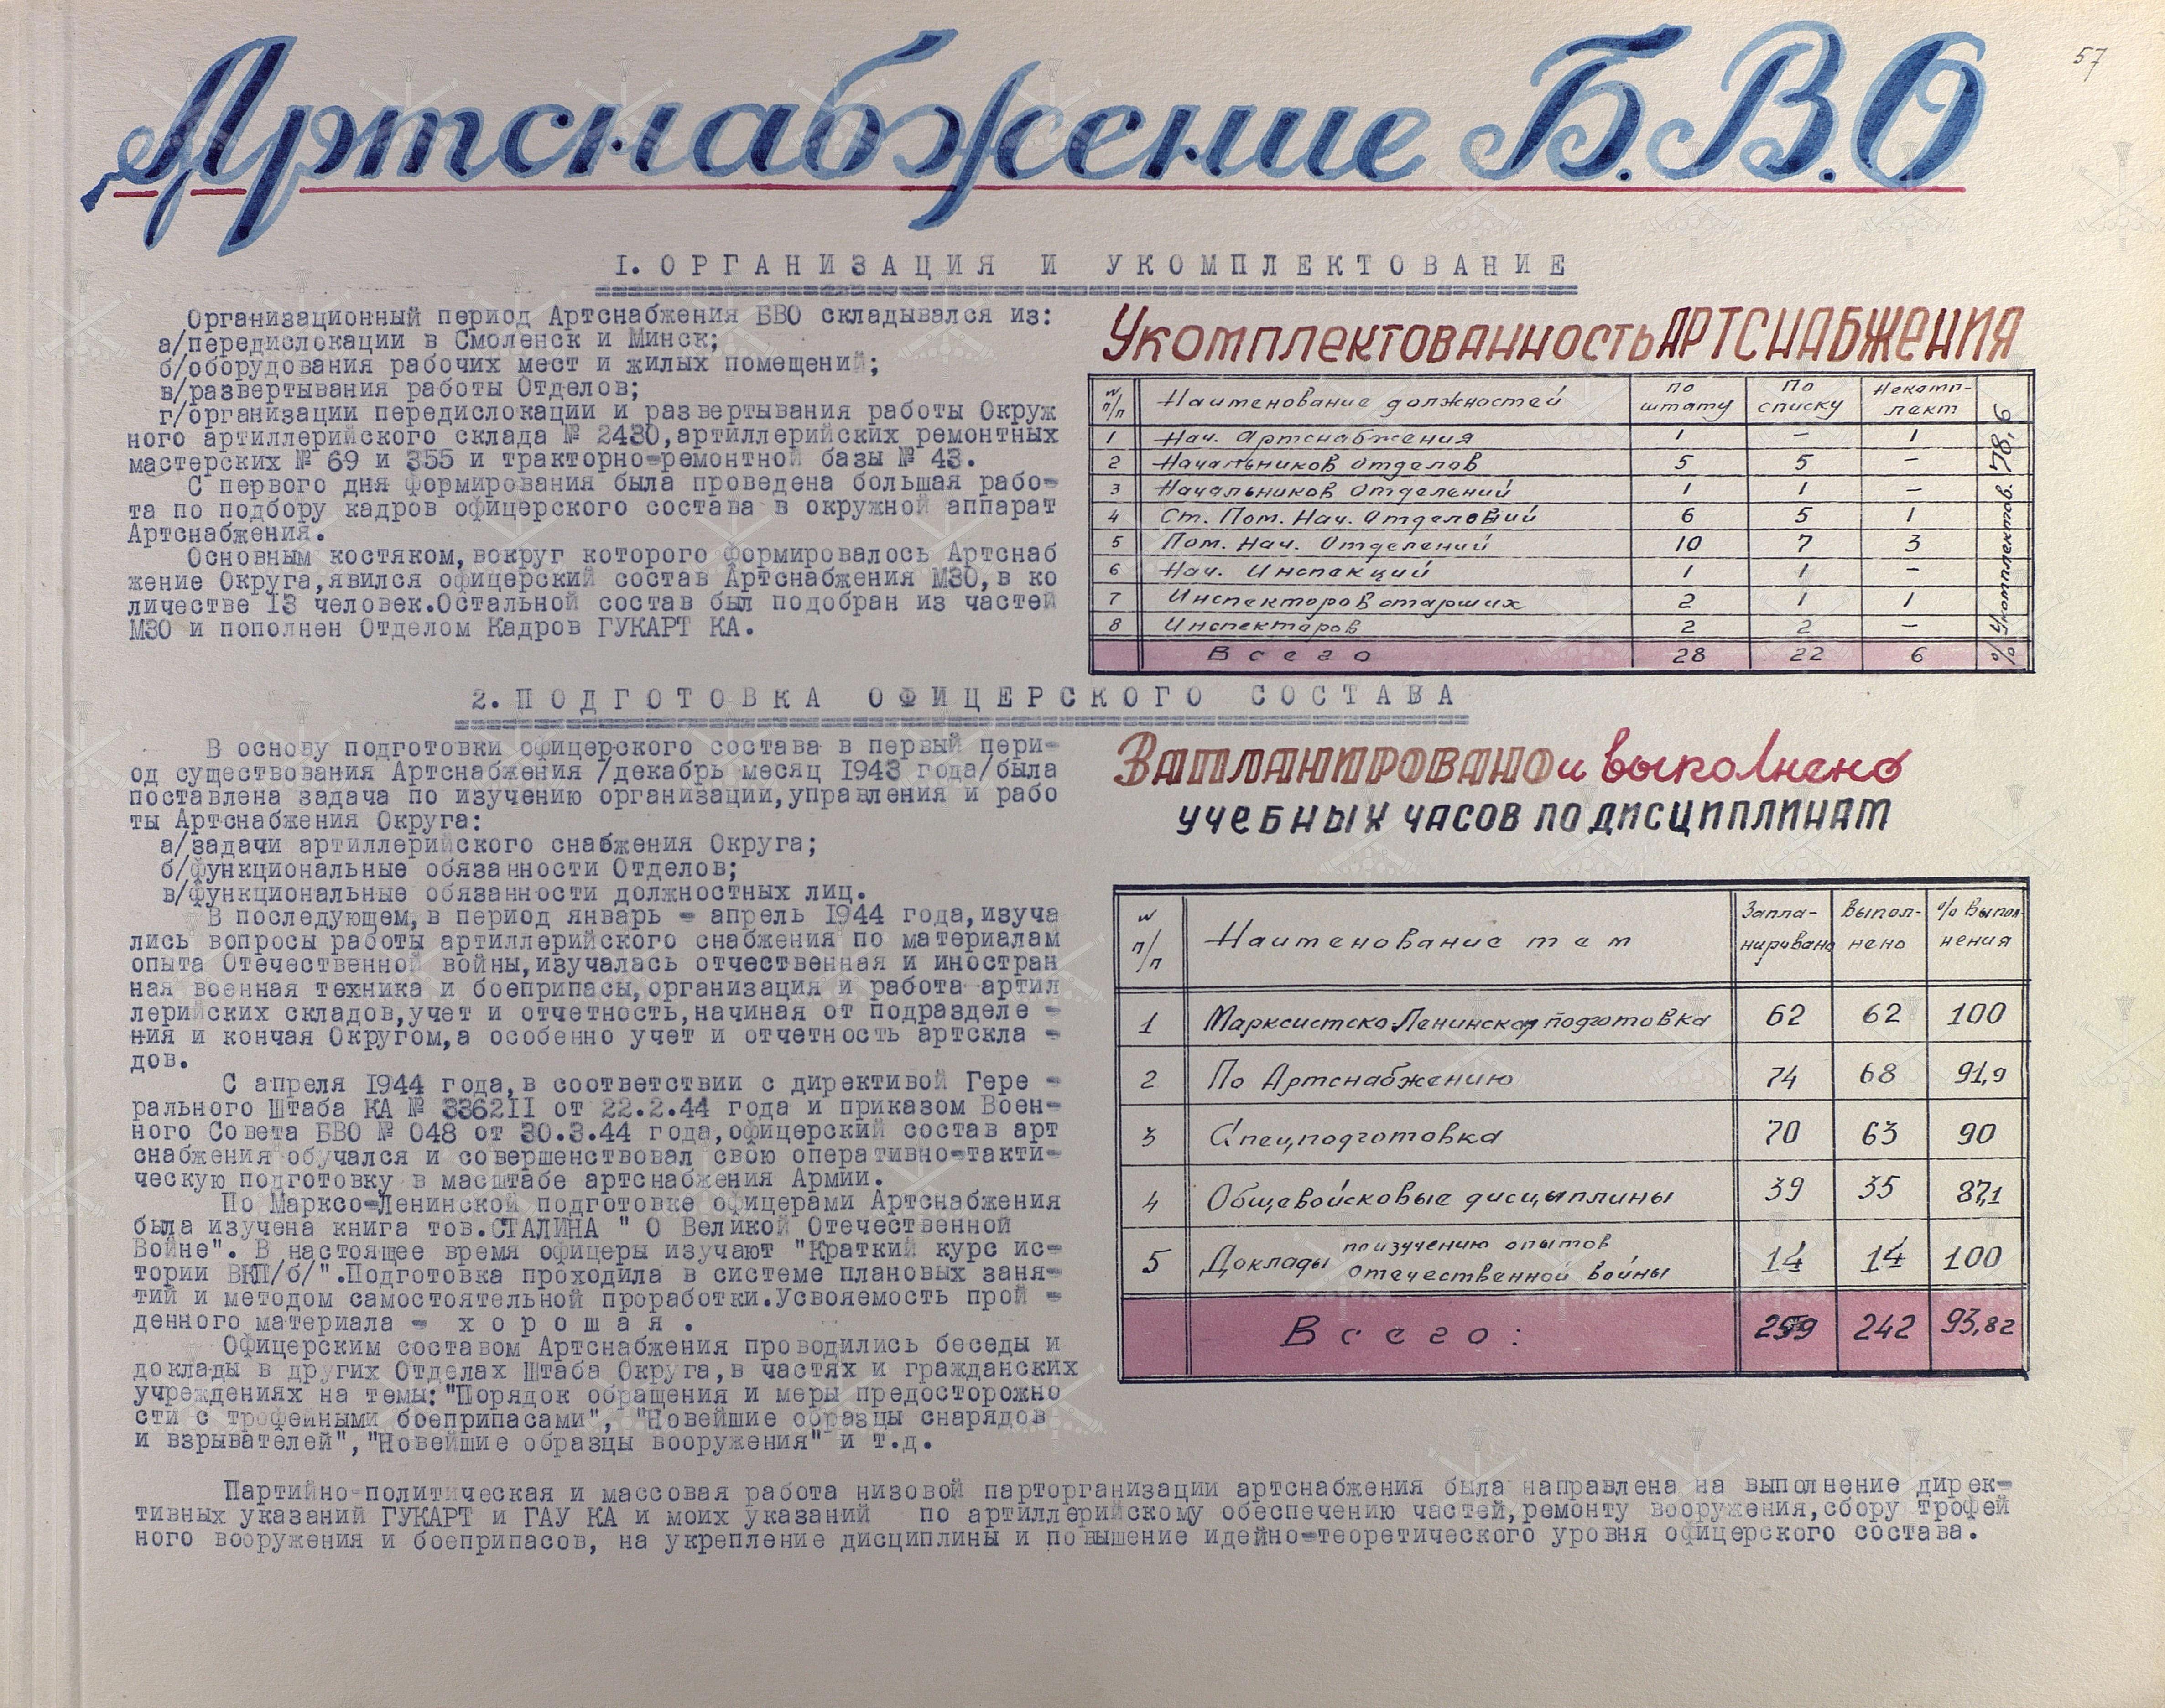 57
Артснабжение Б.В.О
I. ОРГАНИЗАЦИЯ И УКОМПЛЕКТОВАНИЕ
Организационный период Артснабжения БВО складывался из:
а/передислокации в Смоленск и Минск;
б/оборудования рабочих мест и жилых помещений;
в/развертывания работы Отделов;
г/организации передислокации и развертывания работы Окруж
ного артиллерийского склада № 2430,артиллерийских ремонтных
мастерских № 69 и 355 и тракторно-ремонтной базы № 43.
С первого дня формирования была проведена большая рабо-
та по подбору кадров офицерского состава в окружной аппарат
Артснабжения.
Основным костяком,вокруг которого формировалось Артснаб
жение Округа,явился офицерский состав Артснабжения МЗО,в ко
личестве 13 человек.Остальной состав был подобран из частей
МЗО и пополнен Отделом Кадров ГУКАРТ КА.
Укомплектованность АРТСНАБЖЕНИЯ
№ п/п Наименование должностей по штату По списку Некомп-лект
1 Нач. Артснабжения 1 – 1
2 Начальников отделов 5 5 –
3 Начальников Отделений 1 1 –
4 Ст. Пом. Нач. Отделений 6 5 1
5 Пом. Нач. Отделений 10 7 3
6 Нач. Инспекций 1 1 –
7 Инспекторов старших 2 1 1
8 Инспекторов 2 2 –
Всего 28 22 6
% Укомплектов. 78,6
2. ПОДГОТОВКА ОФИЦЕРСКОГО СОСТАВА
В основу подготовки офицерского состава в первый пери-
од существования Артснабжения /декабрь месяц 1943 года/была
поставлена задача по изучению организации,управления и рабо
ты Артснабжения Округа:
а/задачи артиллерийского снабжения Округа;
б/функциональные обязанности Отделов;
в/функциональные обязанности должностных лиц.
В последующем,в период январь - апрель 1944 года,изуча
лись вопросы работы артиллерийского снабжения по материалам
опыта Отечественной войны,изучалась отчественная и иностран
ная военная техника и боеприпасы,организация и работа артил
лерийских складов,учет и отчетность,начиная от подразделе -
ния и кончая Округом,а особенно учет и отчетность артскла -
дов.
С апреля 1944 года,в соответствии с директивой Гере -
рального Штаба КА № 336211 от 22.2.44 года и приказом Воен-
ного Совета БВО № 048 от 30.3.44 года,офицерский состав арт
снабжения обучался и совершенствовал свою оперативно-такти-
ческую подготовку в масштабе артснабжения Армии.
По Марксо-Ленинской подготовке офицерами Артснабжения
была изучена книга тов.СТАЛИНА " О Великой Отечественной
Войне". В настоящее время офицеры изучают "Краткий курс ис-
тории ВКП/б/".Подготовка проходила в системе плановых заня-
тий и методом самостоятельной проработки.Усвояемость прой -
денного материала - хорошая.
Офицерским составом Артснабжения проводились беседы и
доклады в других Отделах Штаба Округа,в частях и гражданских
учреждениях на темы:"Порядок обращения и меры предосторожно
сти с трофейными боеприпасами", "Новейшие образцы снарядов
и взрывателей","Новейшие образцы вооружения" и т.д.
ЗАПЛАНИРОВАНО и выполнено
УЧЕБНЫХ ЧАСОВ ПО ДИСЦИПЛИНАМ
№ п/п Наименование тем Запла-нировано Выпол-нено % Выпол-нения
1 Марксистско Ленинская подготовка 62 62 100
2 По Артснабжению 74 68 91,9
3 Спецподготовка 70 63 90
4 Общевойсковые дисцыплины 39 35 87,1
5 Доклады по изучению опытов отечественной войны 14 14 100
Всего: 259 242 93,82
Партийно-политическая и массовая работа низовой парторганизации артснабжения была направлена на выполнение дирек-
тивных указаний ГУКАРТ и ГАУ КА и моих указаний по артиллерийскому обеспечению частей,ремонту вооружения,сбору трофей
ного вооружения и боеприпасов, на укрепление дисциплины и повышение идейно-теоретического уровня офицерского состава.